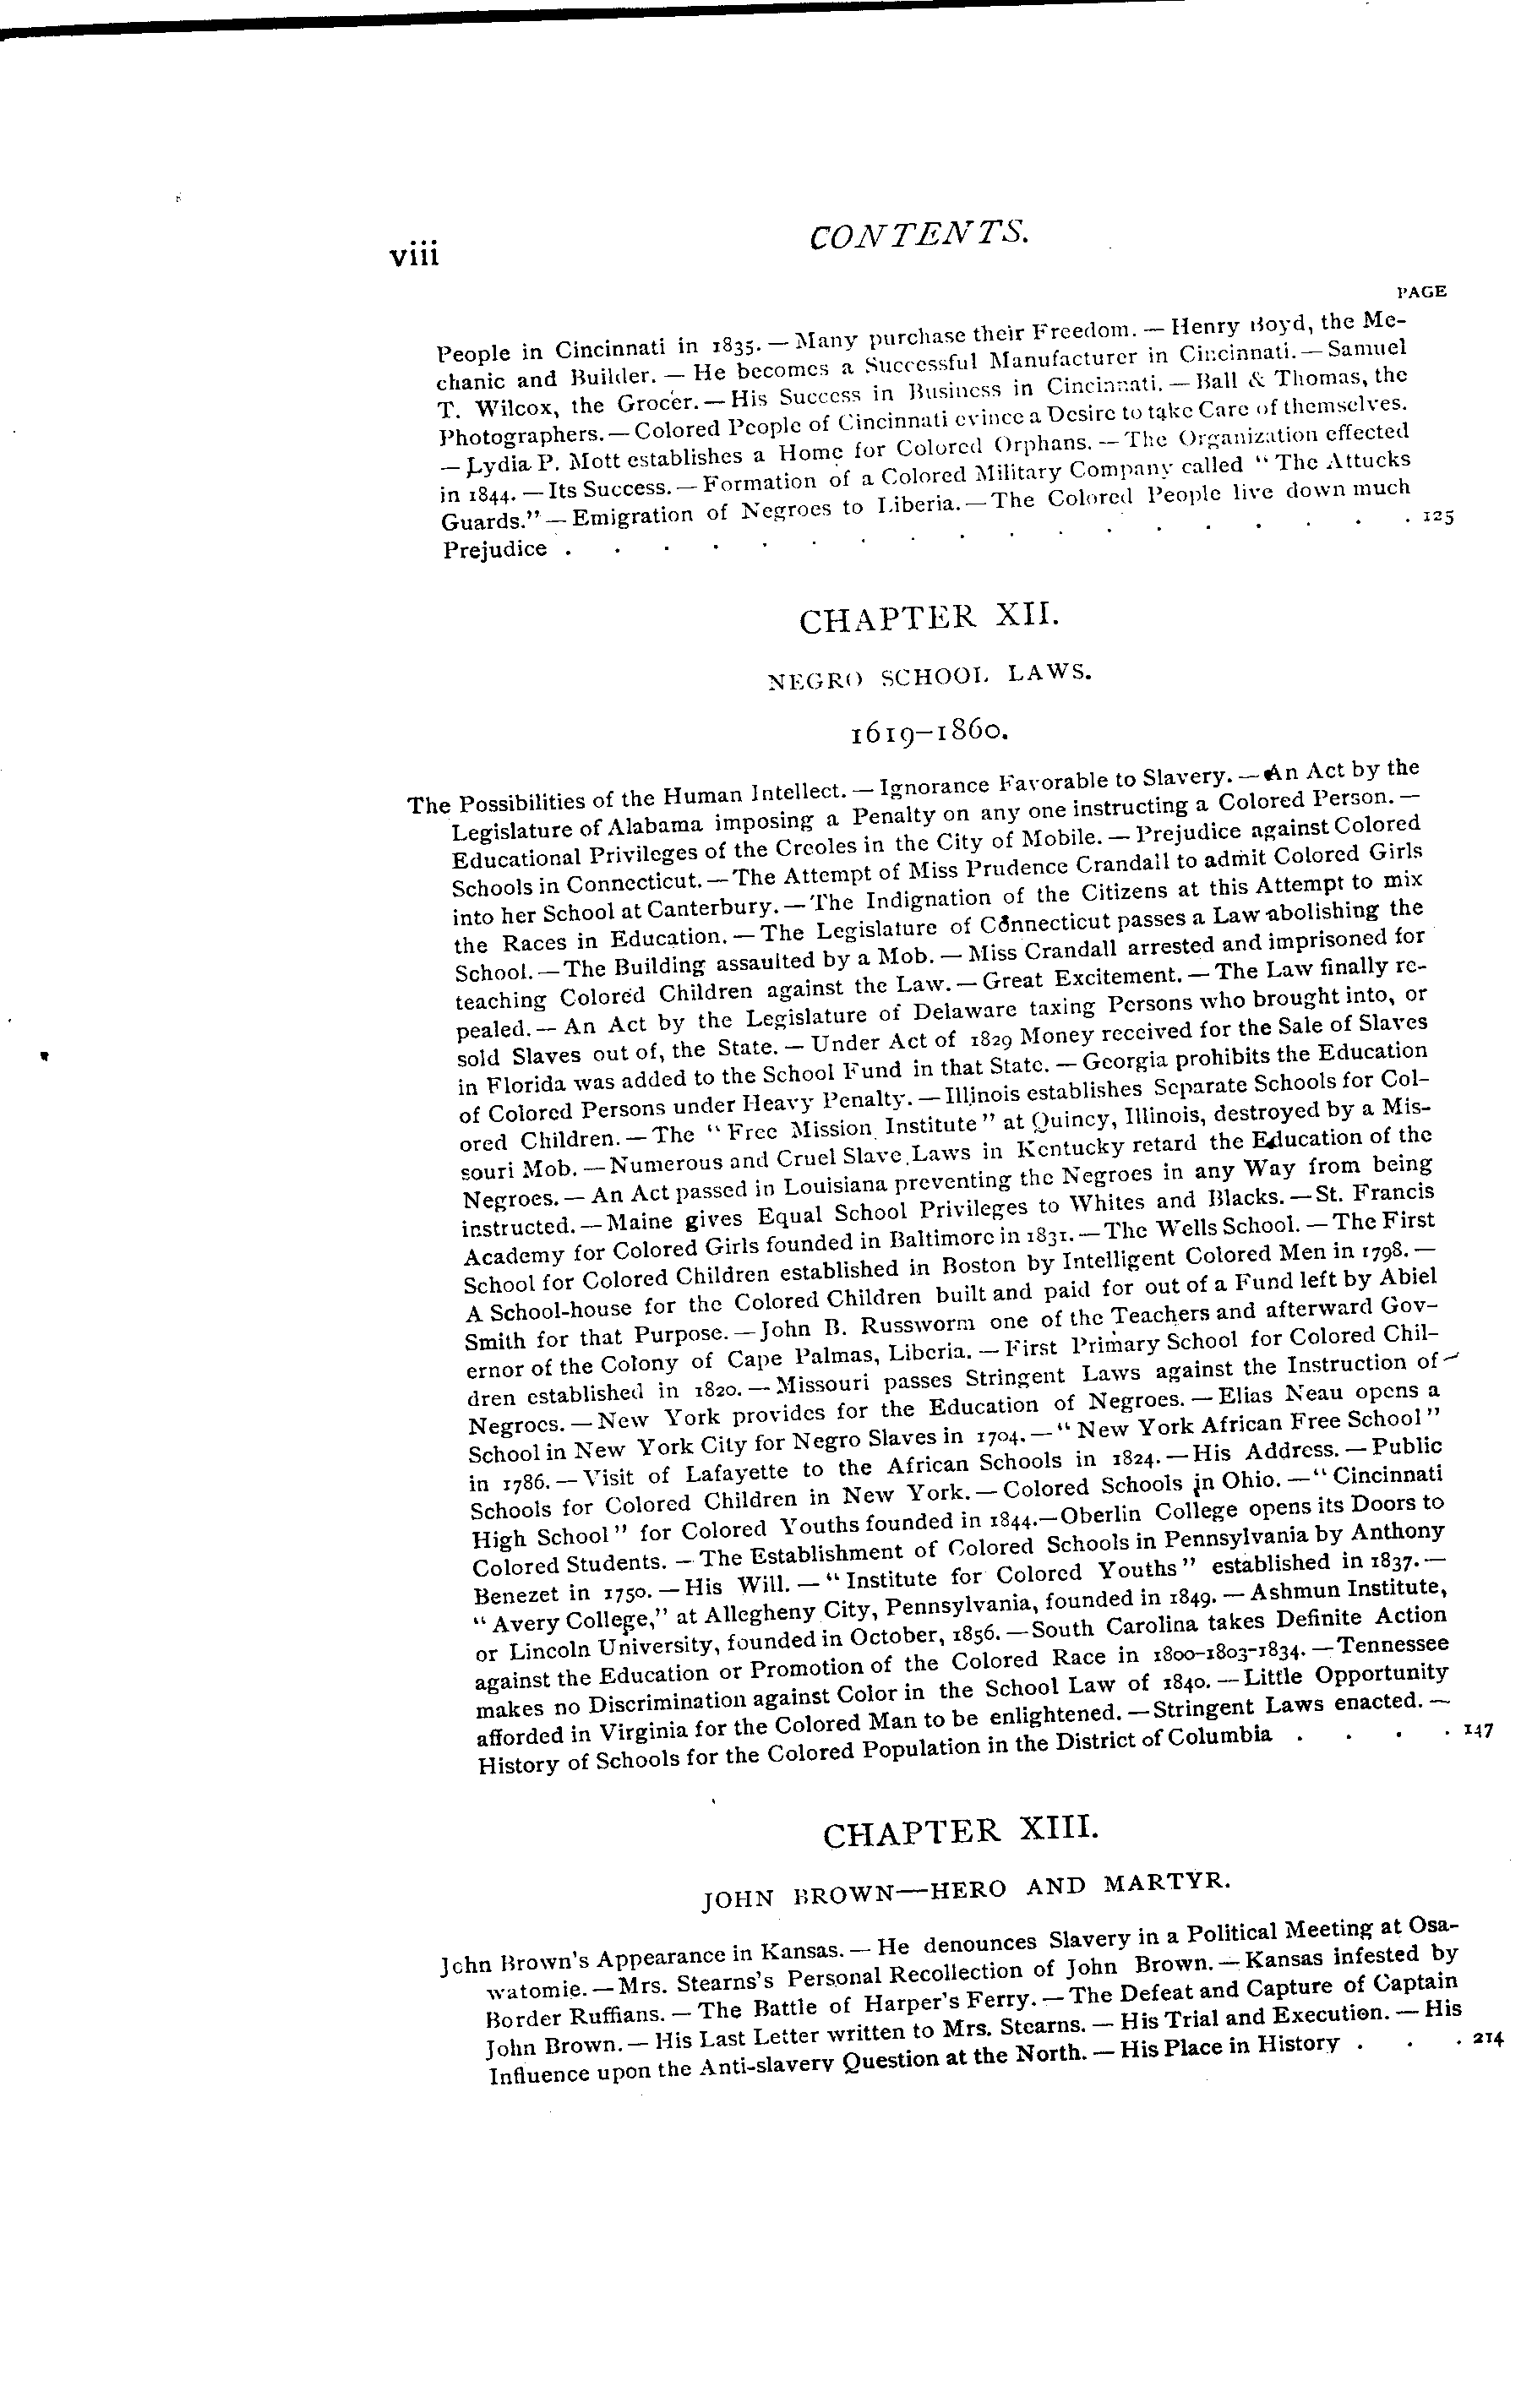 viii
CONTENTS.
PAGE
People in Cincinnati in 1835. — Many purchase their Freedom. — Henry Boyd, the Me-
chanic and Builder. — He becomes a Successful Manufacturer in Cincinnati. — Samuel
T. Wilcox, the Grocer. — His Success in Business in Cincinnati. — Ball & Thomas, the
Photographers. — Colored People of Cincinnati evince a Desire to take Care of themselves.
— Lydia P. Mott establishes a Home for Colored Orphans. — The Organization effected
in 1844. — Its Success. — Formation of a Colored Military Company called "The Attucks
Guards." — Emigration of Negroes to Liberia. — The Colored People live down much
Prejudice . . . . . . . . . . . . . . . . . . 125
CHAPTER XII.
NEGRO SCHOOL LAWS.
1619–1860.
The Possibilities of the Human Intellect. — Ignorance Favorable to Slavery. — An Act by the
Legislature of Alabama imposing a Penalty on any one instructing a Colored Person. —
Educational Privileges of the Creoles in the City of Mobile. — Prejudice against Colored
Schools in Connecticut. — The Attempt of Miss Prudence Crandall to admit Colored Girls
into her School at Canterbury. — The Indignation of the Citizens at this Attempt to mix
the Races in Education. — The Legislature of Connecticut passes a Law abolishing the
School. — The Building assaulted by a Mob. — Miss Crandall arrested and imprisoned for
teaching Colored Children against the Law. — Great Excitement. — The Law finally re-
pealed. — An Act by the Legislature of Delaware taxing Persons who brought into, or
sold Slaves out of, the State. — Under Act of 1829 Money received for the Sale of Slaves
in Florida was added to the School Fund in that State. — Georgia prohibits the Education
of Colored Persons under Heavy Penalty. — Illinois establishes Separate Schools for Col-
ored Children. — The "Free Mission Institute" at Quincy, Illinois, destroyed by a Mis-
souri Mob. — Numerous and Cruel Slave Laws in Kentucky retard the Education of the
Negroes. — An Act passed in Louisiana preventing the Negroes in any Way from being
instructed. — Maine gives Equal School Privileges to Whites and Blacks. — St. Francis
Academy for Colored Girls founded in Baltimore in 1831. — The Wells School. — The First
School for Colored Children established in Boston by Intelligent Colored Men in 1798. —
A School-house for the Colored Children built and paid for out of a Fund left by Abiel
Smith for that Purpose. — John B. Russworm one of the Teachers and afterward Gov-
ernor of the Colony of Cape Palmas, Liberia. — First Primary School for Colored Chil-
dren established in 1820. — Missouri passes Stringent Laws against the Instruction of
Negroes. — New York provides for the Education of Negroes. — Elias Neau opens a
School in New York City for Negro Slaves in 1704. — "New York African Free School"
in 1786. — Visit of Lafayette to the African Schools in 1824. — His Address. — Public
Schools for Colored Children in New York. — Colored Schools in Ohio. — "Cincinnati
High School" for Colored Youths founded in 1844. — Oberlin College opens its Doors to
Colored Students. — The Establishment of Colored Schools in Pennsylvania by Anthony
Benezet in 1750. — His Will. — "Institute for Colored Youths" established in 1837. —
"Avery College," at Allegheny City, Pennsylvania, founded in 1849. — Ashmun Institute,
or Lincoln University, founded in October, 1856. — South Carolina takes Definite Action
against the Education or Promotion of the Colored Race in 1800-1803-1834. — Tennessee
makes no Discrimination against Color in the School Law of 1840. — Little Opportunity
afforded in Virginia for the Colored Man to be enlightened. — Stringent Laws enacted. —
History of Schools for the Colored Population in the District of Columbia . . . . 147
CHAPTER XIII.
JOHN BROWN—HERO AND MARTYR.
John Brown's Appearance in Kansas. — He denounces Slavery in a Political Meeting at Osa-
watomie. — Mrs. Stearns's Personal Recollection of John Brown. — Kansas infested by
Border Ruffians. — The Battle of Harper's Ferry. — The Defeat and Capture of Captain
John Brown. — His Last Letter written to Mrs. Stearns. — His Trial and Execution. — His
Influence upon the Anti-slavery Question at the North. — His Place in History . . . 214